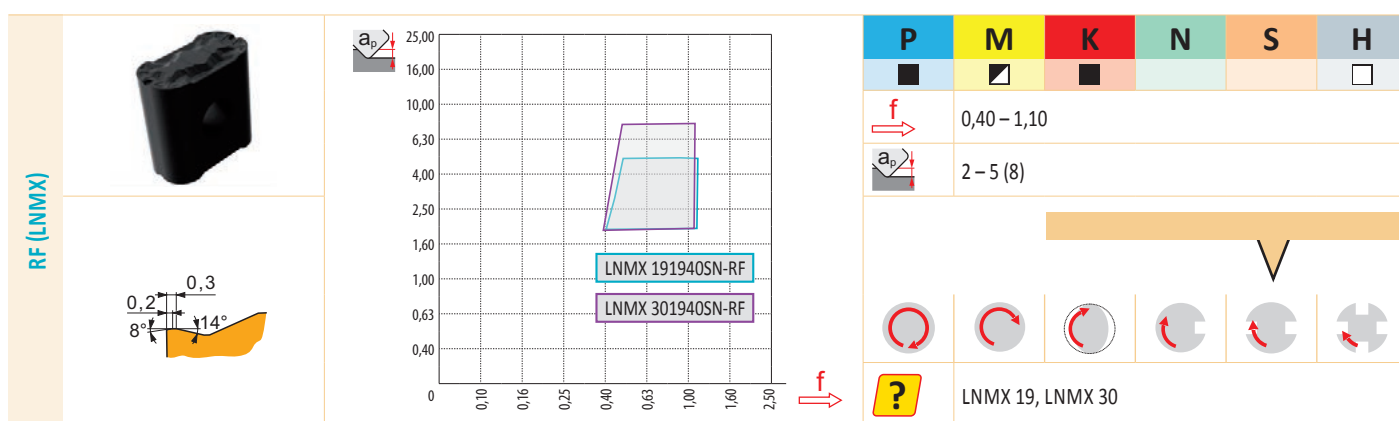 RF (LNMX)
0,3
0,2
8°
14°
ap
25,00
16,00
10,00
6,30
4,00
2,50
1,60
1,00
0,63
0,40
0
0,10
0,16
0,25
0,40
0,63
1,00
1,60
2,50
f
LNMX 191940SN-RF
LNMX 301940SN-RF
P M K N S H
f 0,40 – 1,10
ap 2 – 5 (8)
? LNMX 19, LNMX 30